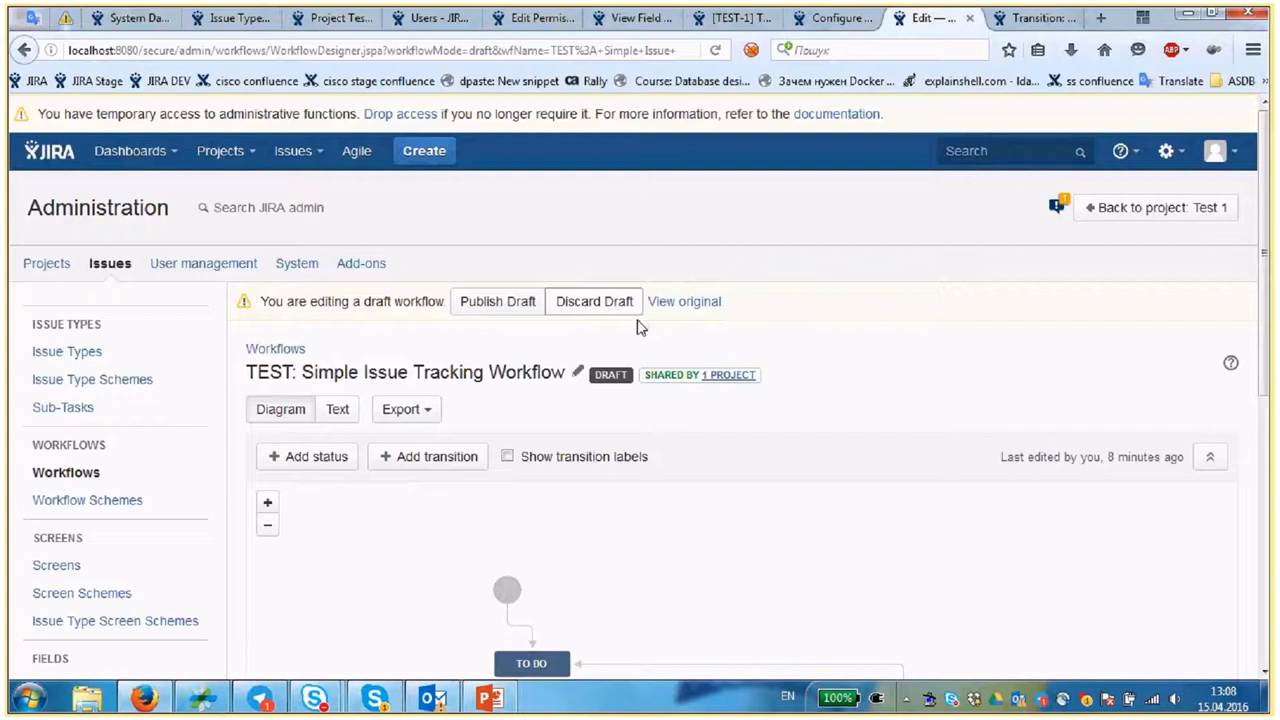 System Da...
Issue Type...
Project Tes...
Users - JIR...
Edit Permis...
View Field ...
[TEST-1] T...
Configure ...
Edit — ...
Transition: ...
localhost:8080/secure/admin/workflows/WorkflowDesigner.jspa?workflowMode=draft&wfName=TEST%3A+Simple+Issue+
Пошук
ABP
JIRA
JIRA Stage
JIRA DEV
cisco confluence
cisco stage confluence
dpaste: New snippet
ca Rally
Course: Database desi...
Зачем нужен Docker ...
explainshell.com - Ida...
ss confluence
Translate
ASDB
You have temporary access to administrative functions. Drop access if you no longer require it. For more information, refer to the documentation.
JIRA
Dashboards
Projects
Issues
Agile
Create
Search
Administration
Search JIRA admin
Back to project: Test 1
Projects
Issues
User management
System
Add-ons
You are editing a draft workflow. Publish Draft Discard Draft View original
ISSUE TYPES
Issue Types
Issue Type Schemes
Sub-Tasks
WORKFLOWS
Workflows
Workflow Schemes
SCREENS
Screens
Screen Schemes
Issue Type Screen Schemes
FIELDS
Workflows
TEST: Simple Issue Tracking Workflow DRAFT SHARED BY 1 PROJECT
Diagram Text Export
+ Add status + Add transition Show transition labels
Last edited by you, 8 minutes ago
+
−
TO DO
EN
100%
13:08
15.04.2016